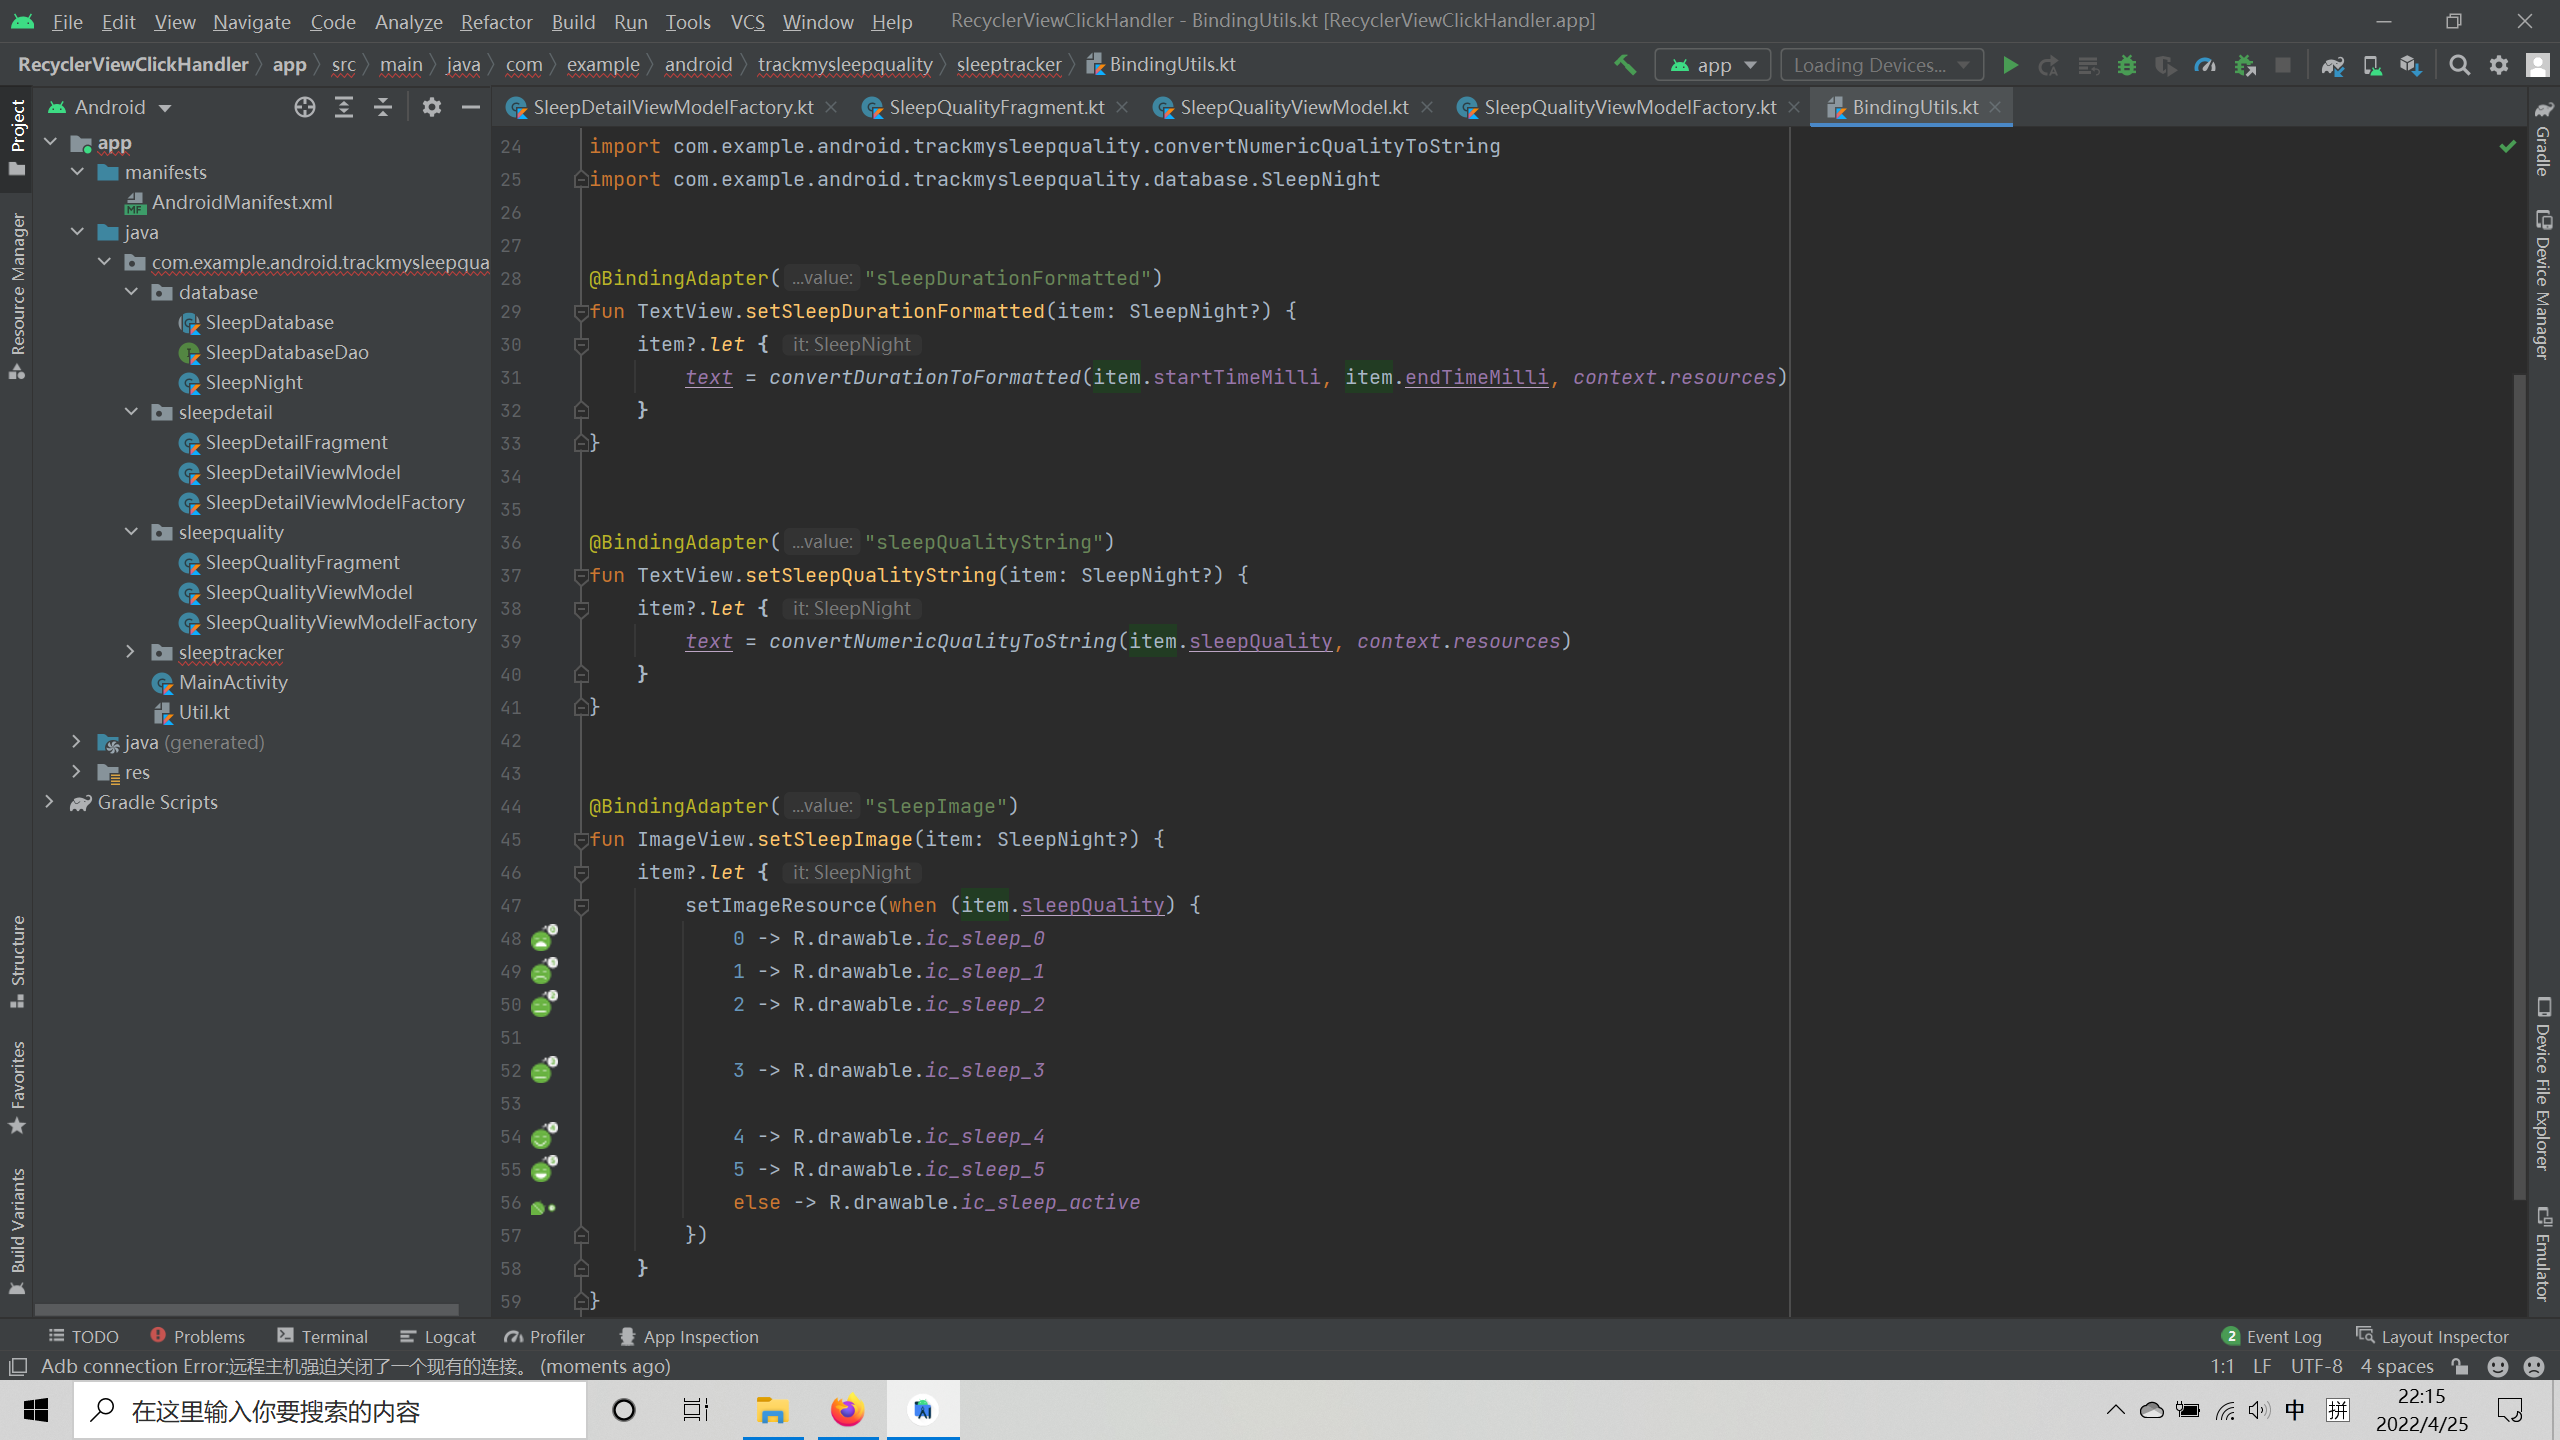 File Edit View Navigate Code Analyze Refactor Build Run Tools VCS Window Help RecyclerViewClickHandler - BindingUtils.kt [RecyclerViewClickHandler.app]
RecyclerViewClickHandler app src main java com example android trackmysleepquality sleeptracker BindingUtils.kt app Loading Devices...
Android
SleepDetailViewModelFactory.kt SleepQualityFragment.kt SleepQualityViewModel.kt SleepQualityViewModelFactory.kt BindingUtils.kt
Project
Resource Manager
Structure
Favorites
Build Variants
app
manifests
AndroidManifest.xml
java
com.example.android.trackmysleepqua
database
SleepDatabase
SleepDatabaseDao
SleepNight
sleepdetail
SleepDetailFragment
SleepDetailViewModel
SleepDetailViewModelFactory
sleepquality
SleepQualityFragment
SleepQualityViewModel
SleepQualityViewModelFactory
sleeptracker
MainActivity
Util.kt
java (generated)
res
Gradle Scripts
24 import com.example.android.trackmysleepquality.convertNumericQualityToString
25 import com.example.android.trackmysleepquality.database.SleepNight
26
27
28 @BindingAdapter( ...value: "sleepDurationFormatted")
29 fun TextView.setSleepDurationFormatted(item: SleepNight?) {
30 item?.let { it: SleepNight
31 text = convertDurationToFormatted(item.startTimeMilli, item.endTimeMilli, context.resources)
32 }
33 }
34
35
36 @BindingAdapter( ...value: "sleepQualityString")
37 fun TextView.setSleepQualityString(item: SleepNight?) {
38 item?.let { it: SleepNight
39 text = convertNumericQualityToString(item.sleepQuality, context.resources)
40 }
41 }
42
43
44 @BindingAdapter( ...value: "sleepImage")
45 fun ImageView.setSleepImage(item: SleepNight?) {
46 item?.let { it: SleepNight
47 setImageResource(when (item.sleepQuality) {
48 0 -> R.drawable.ic_sleep_0
49 1 -> R.drawable.ic_sleep_1
50 2 -> R.drawable.ic_sleep_2
51
52 3 -> R.drawable.ic_sleep_3
53
54 4 -> R.drawable.ic_sleep_4
55 5 -> R.drawable.ic_sleep_5
56 else -> R.drawable.ic_sleep_active
57 })
58 }
59 }
Gradle
Device Manager
Device File Explorer
Emulator
TODO Problems Terminal Logcat Profiler App Inspection 2 Event Log Layout Inspector
Adb connection Error:远程主机强迫关闭了一个现有的连接。 (moments ago) 1:1 LF UTF-8 4 spaces
在这里输入你要搜索的内容
中 拼 22:15
2022/4/25